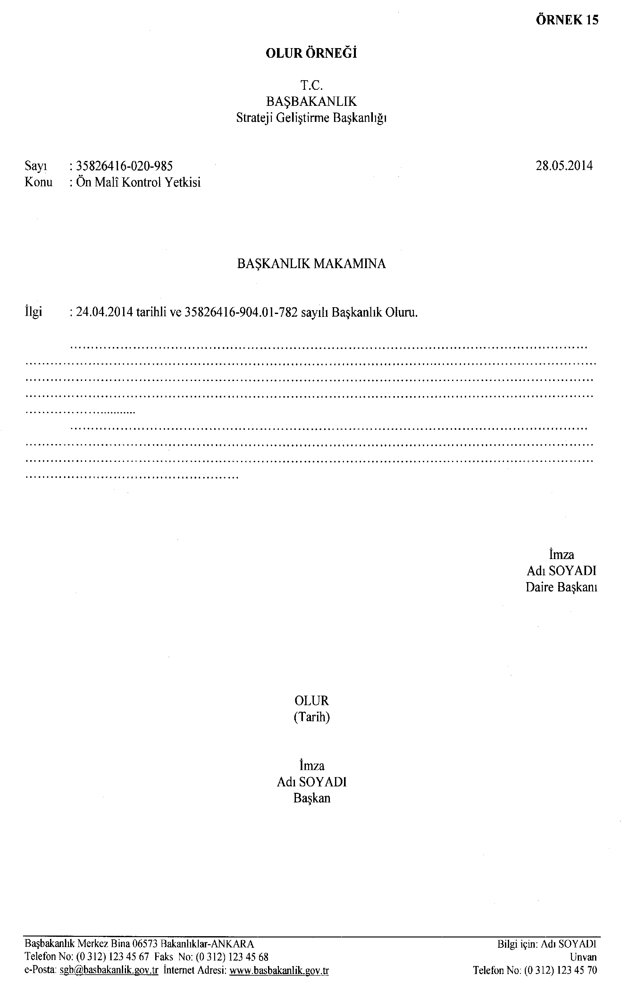 ÖRNEK 15
OLUR ÖRNEĞİ
T.C.
BAŞBAKANLIK
Strateji Geliştirme Başkanlığı
Sayı : 35826416-020-985 28.05.2014
Konu : Ön Malî Kontrol Yetkisi
BAŞKANLIK MAKAMINA
İlgi : 24.04.2014 tarihli ve 35826416-904.01-782 sayılı Başkanlık Oluru.
................................................................................
................................................................................
................................................................................
................................................................................
...........................
................................................................................
................................................................................
................................................................................
...................................................
İmza
Adı SOYADI
Daire Başkanı
OLUR
(Tarih)
İmza
Adı SOYADI
Başkan
Başbakanlık Merkez Bina 06573 Bakanlıklar-ANKARA Bilgi için: Adı SOYADI
Telefon No: (0 312) 123 45 67 Faks No: (0 312) 123 45 68 Unvan
e-Posta: sgb@basbakanlik.gov.tr İnternet Adresi: www.basbakanlik.gov.tr Telefon No: (0 312) 123 45 70